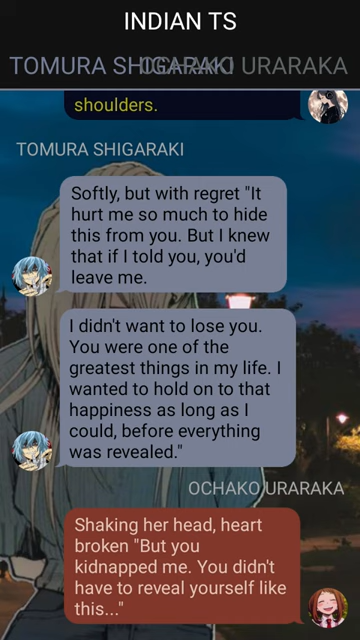 INDIAN TS
TOMURA SHIGARAKI OCHAKO URARAKA
shoulders.
TOMURA SHIGARAKI
Softly, but with regret "It
hurt me so much to hide
this from you. But I knew
that if I told you, you'd
leave me.
I didn't want to lose you.
You were one of the
greatest things in my life. I
wanted to hold on to that
happiness as long as I
could, before everything
was revealed."
OCHAKO URARAKA
Shaking her head, heart
broken "But you
kidnapped me. You didn't
have to reveal yourself like
this..."